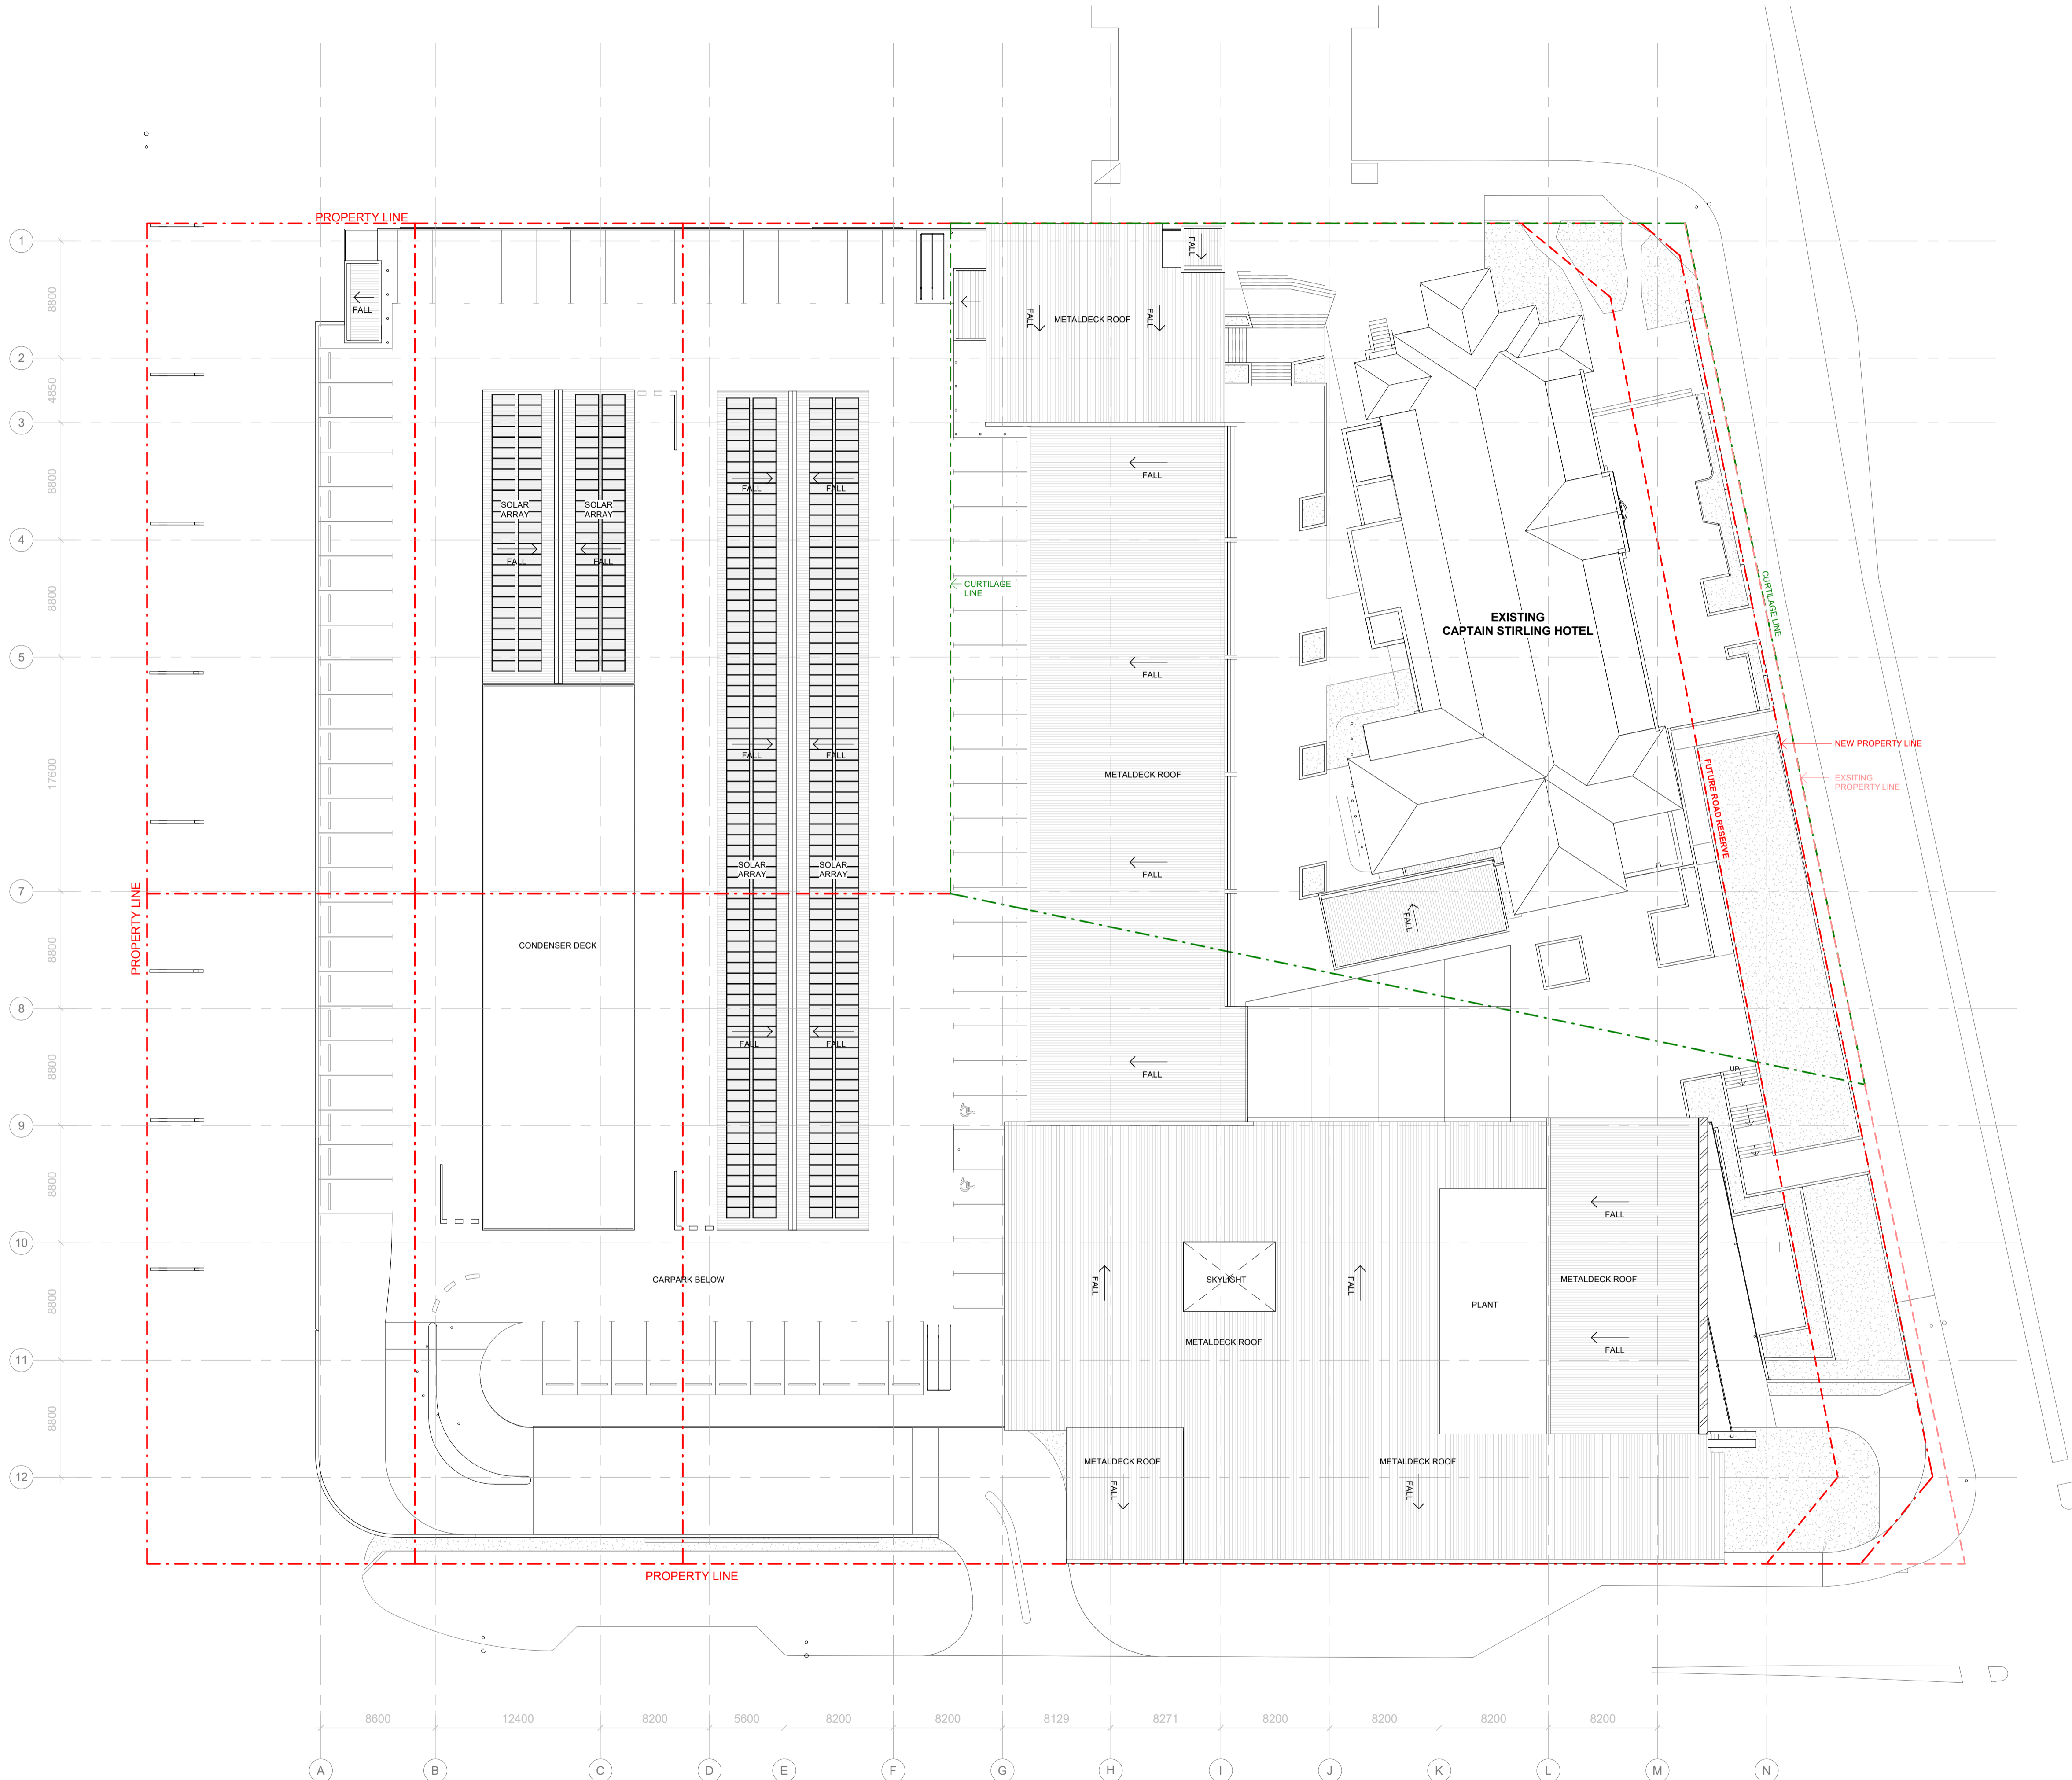 PROPERTY LINE
1
FALL
8800
FALL
FALL
METALDECK ROOF
FALL
2
4850
3
FALL
FALL
FALL
8800
SOLAR
ARRAY
SOLAR
ARRAY
4
FALL
FALL
CURTILAGE
LINE
CURTILAGE LINE
8800
EXISTING
CAPTAIN STIRLING HOTEL
5
FALL
NEW PROPERTY LINE
FALL
FALL
17600
METALDECK ROOF
EXSITING
PROPERTY LINE
FUTURE ROAD RESERVE
SOLAR
ARRAY
SOLAR
ARRAY
FALL
7
PROPERTY LINE
FALL
8800
CONDENSER DECK
8
FALL
FALL
8800
FALL
UP
9
8800
FALL
10
8800
CARPARK BELOW
FALL
SKYLIGHT
FALL
METALDECK ROOF
PLANT
METALDECK ROOF
FALL
11
8800
METALDECK ROOF
METALDECK ROOF
12
FALL
FALL
PROPERTY LINE
8600
12400
8200
5600
8200
8200
8129
8271
8200
8200
8200
8200
A
B
C
D
E
F
G
H
I
J
K
L
M
N